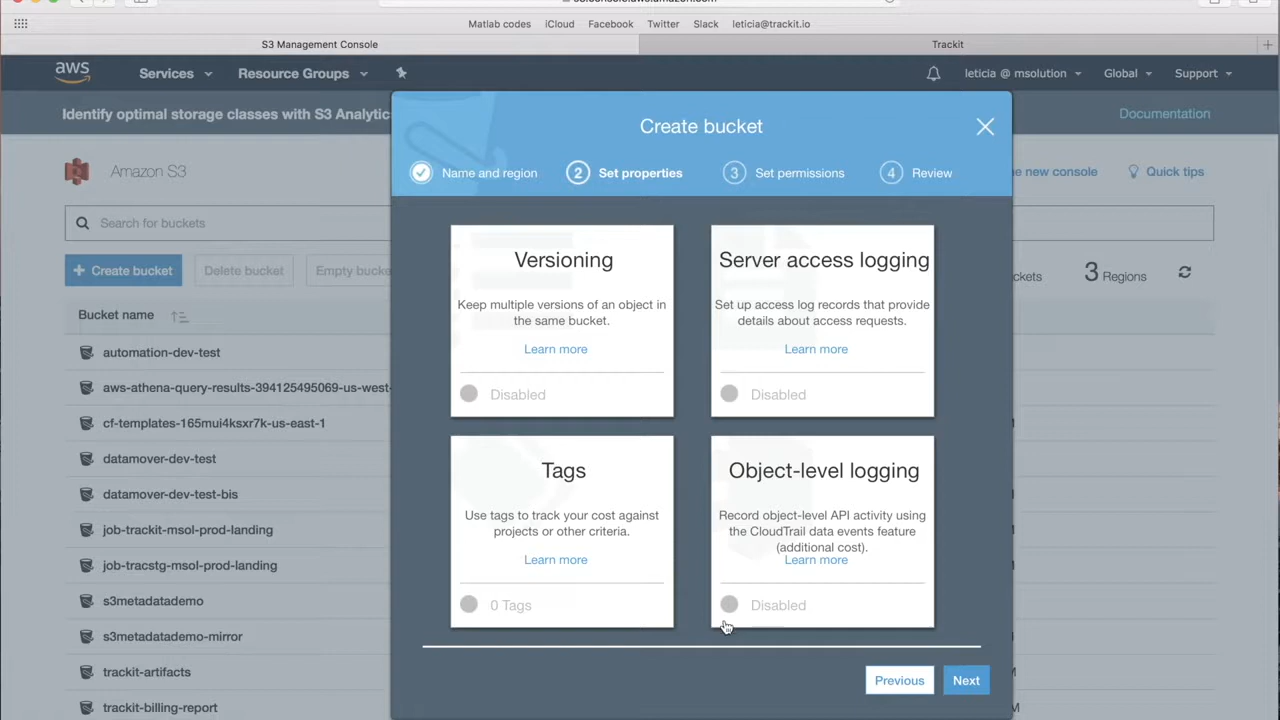 s3.console.aws.amazon.com
Matlab codes iCloud Facebook Twitter Slack leticia@trackit.io
S3 Management Console Trackit
aws Services Resource Groups leticia @ msolution Global Support
Identify optimal storage classes with S3 Analytic Documentation
Create bucket
Name and region 2 Set properties 3 Set permissions 4 Review
Amazon S3 new console Quick tips
Search for buckets
Create bucket Delete bucket Empty bucke 3 Regions
Bucket name
automation-dev-test
aws-athena-query-results-394125495069-us-west-
cf-templates-165mui4ksxr7k-us-east-1
datamover-dev-test
datamover-dev-test-bis
job-trackit-msol-prod-landing
job-tracstg-msol-prod-landing
s3metadatademo
s3metadatademo-mirror
trackit-artifacts
trackit-billing-report
Versioning
Keep multiple versions of an object in
the same bucket.
Learn more
Disabled
Server access logging
Set up access log records that provide
details about access requests.
Learn more
Disabled
Tags
Use tags to track your cost against
projects or other criteria.
Learn more
0 Tags
Object-level logging
Record object-level API activity using
the CloudTrail data events feature
(additional cost).
Learn more
Disabled
Previous Next